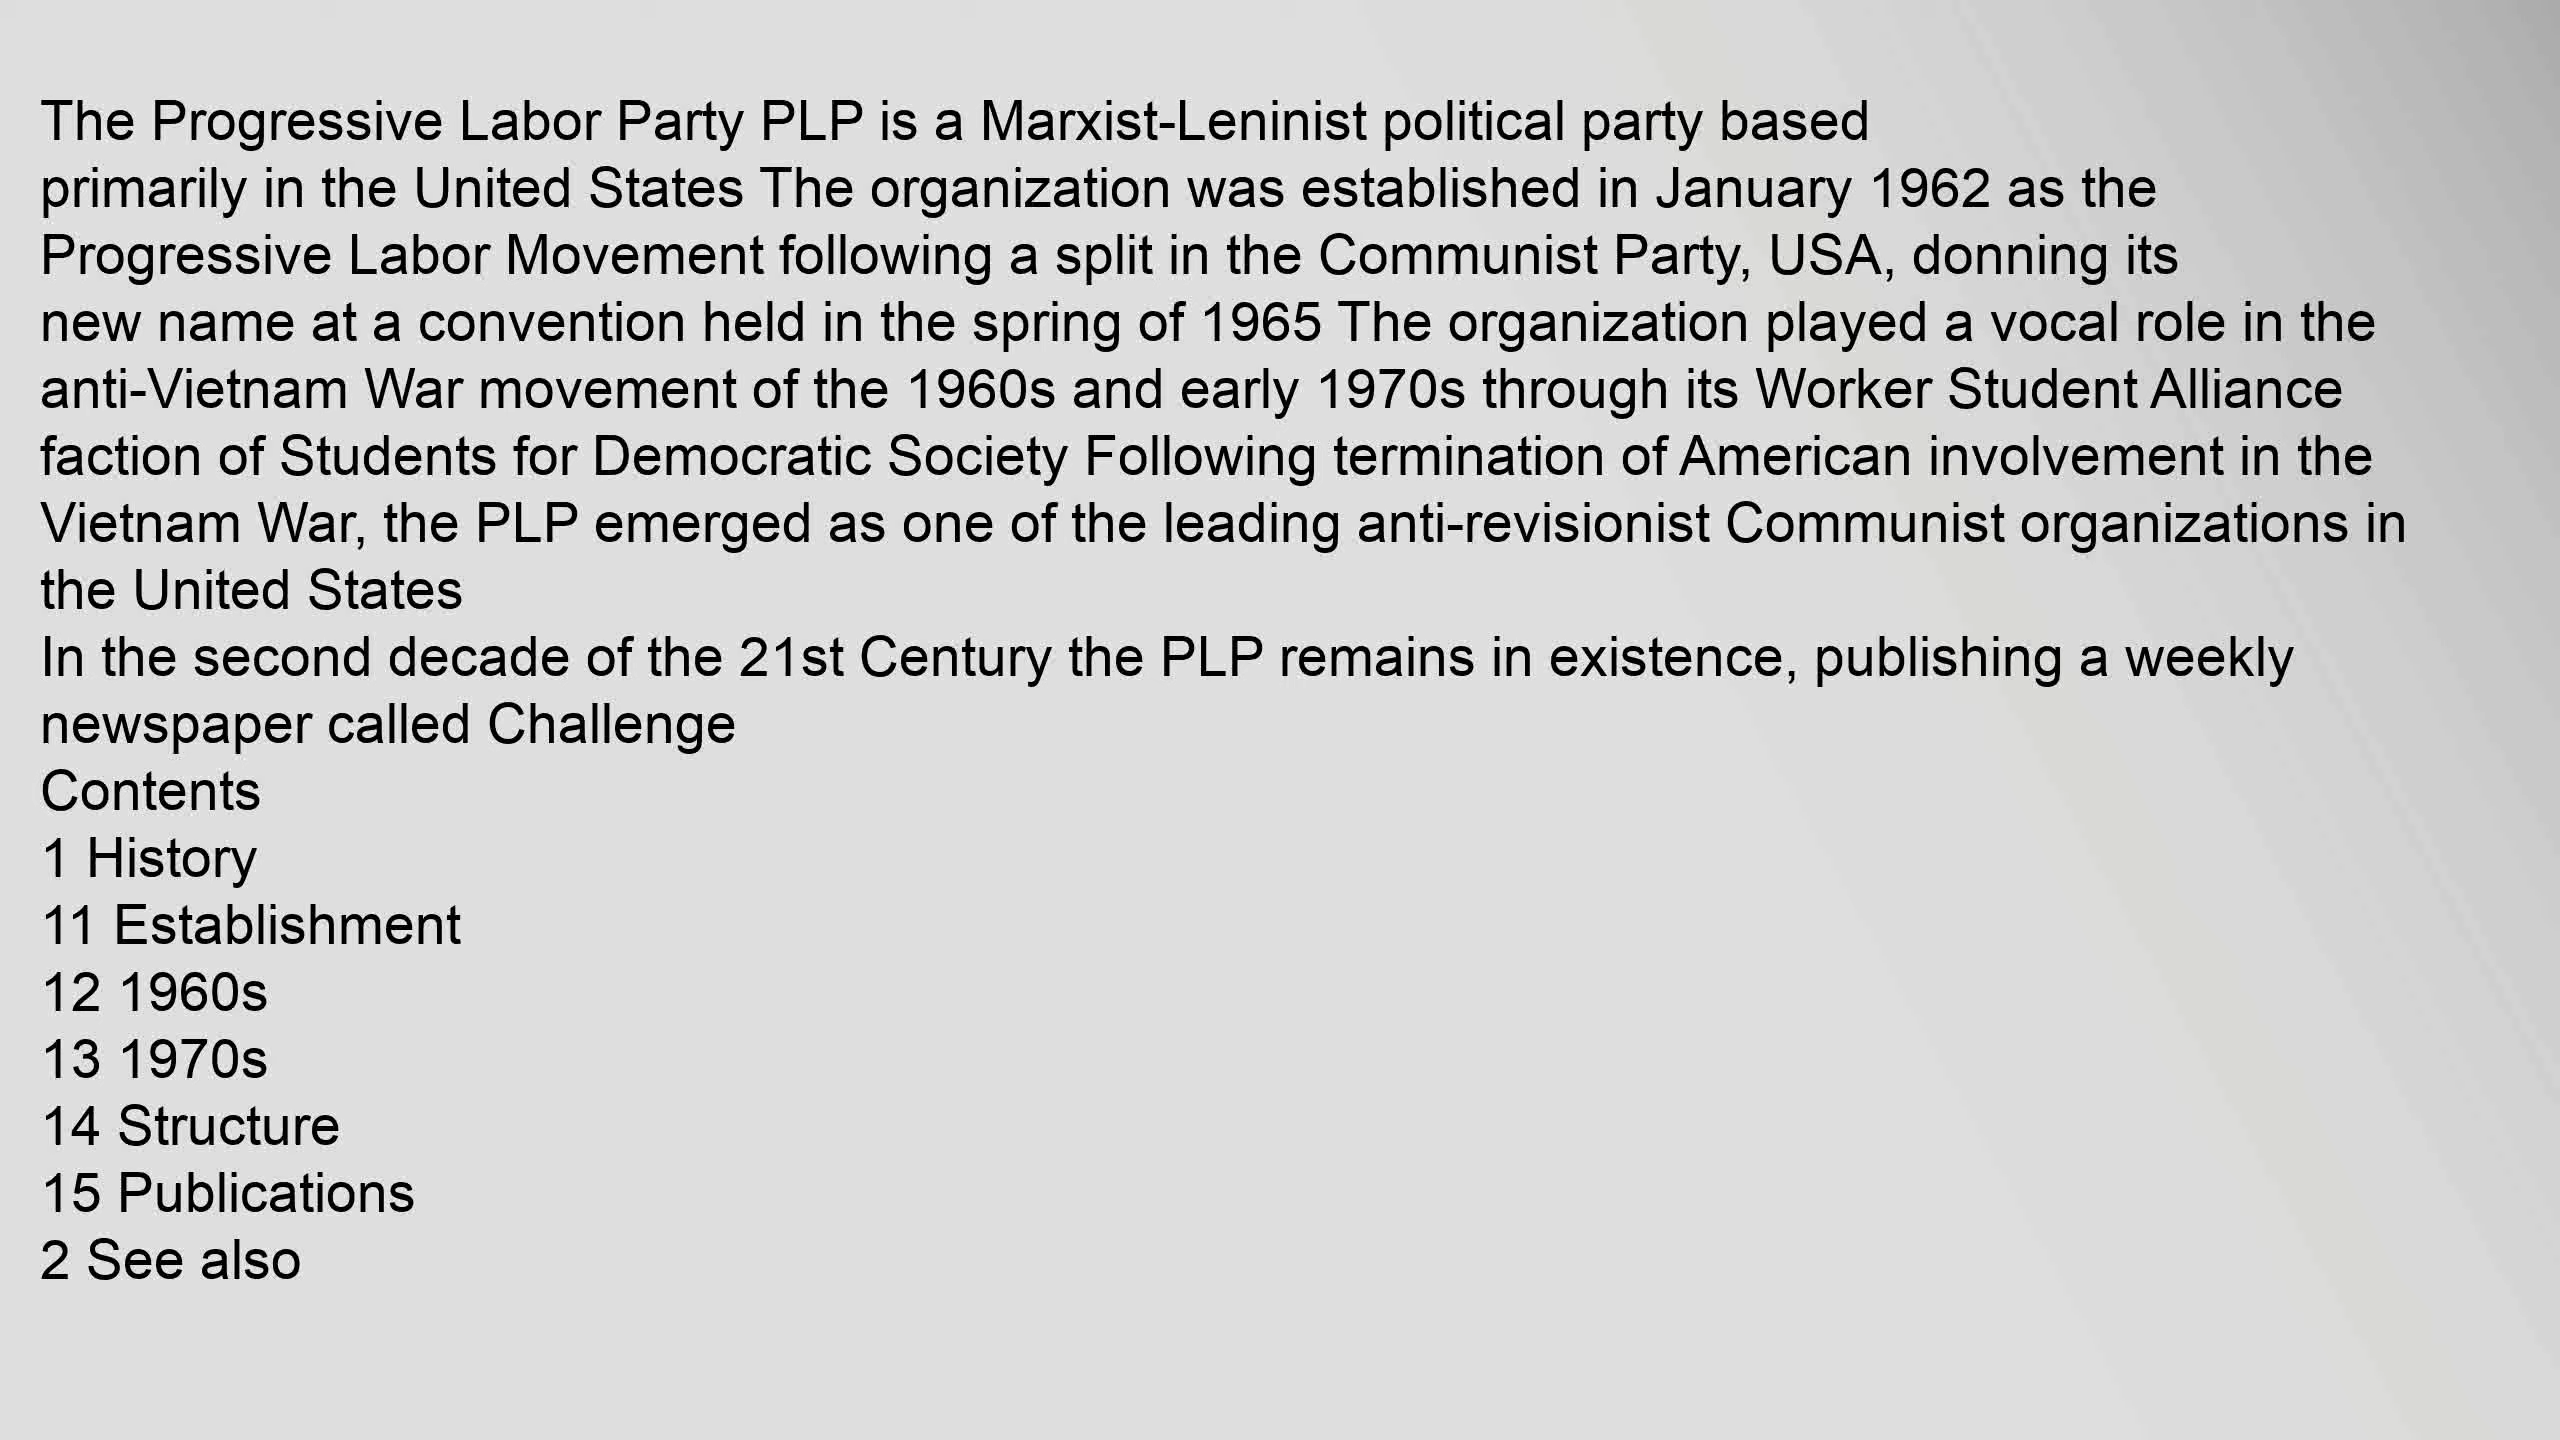 The Progressive Labor Party PLP is a Marxist-Leninist political party based
primarily in the United States The organization was established in January 1962 as the
Progressive Labor Movement following a split in the Communist Party, USA, donning its
new name at a convention held in the spring of 1965 The organization played a vocal role in the
anti-Vietnam War movement of the 1960s and early 1970s through its Worker Student Alliance
faction of Students for Democratic Society Following termination of American involvement in the
Vietnam War, the PLP emerged as one of the leading anti-revisionist Communist organizations in
the United States
In the second decade of the 21st Century the PLP remains in existence, publishing a weekly
newspaper called Challenge
Contents
1 History
11 Establishment
12 1960s
13 1970s
14 Structure
15 Publications
2 See also